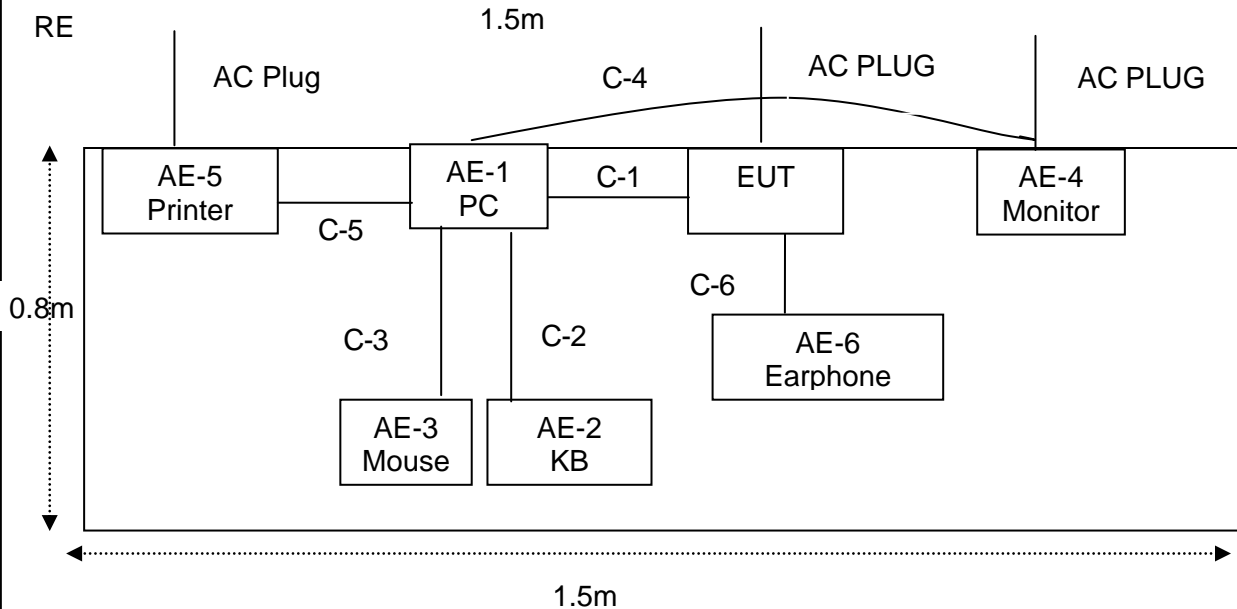 RE
1.5m
AC Plug
C-4
AC PLUG
AC PLUG
AE-5
Printer
AE-1
PC
C-1
EUT
AE-4
Monitor
C-5
C-6
0.8m
C-3
C-2
AE-6
Earphone
AE-3
Mouse
AE-2
KB
1.5m